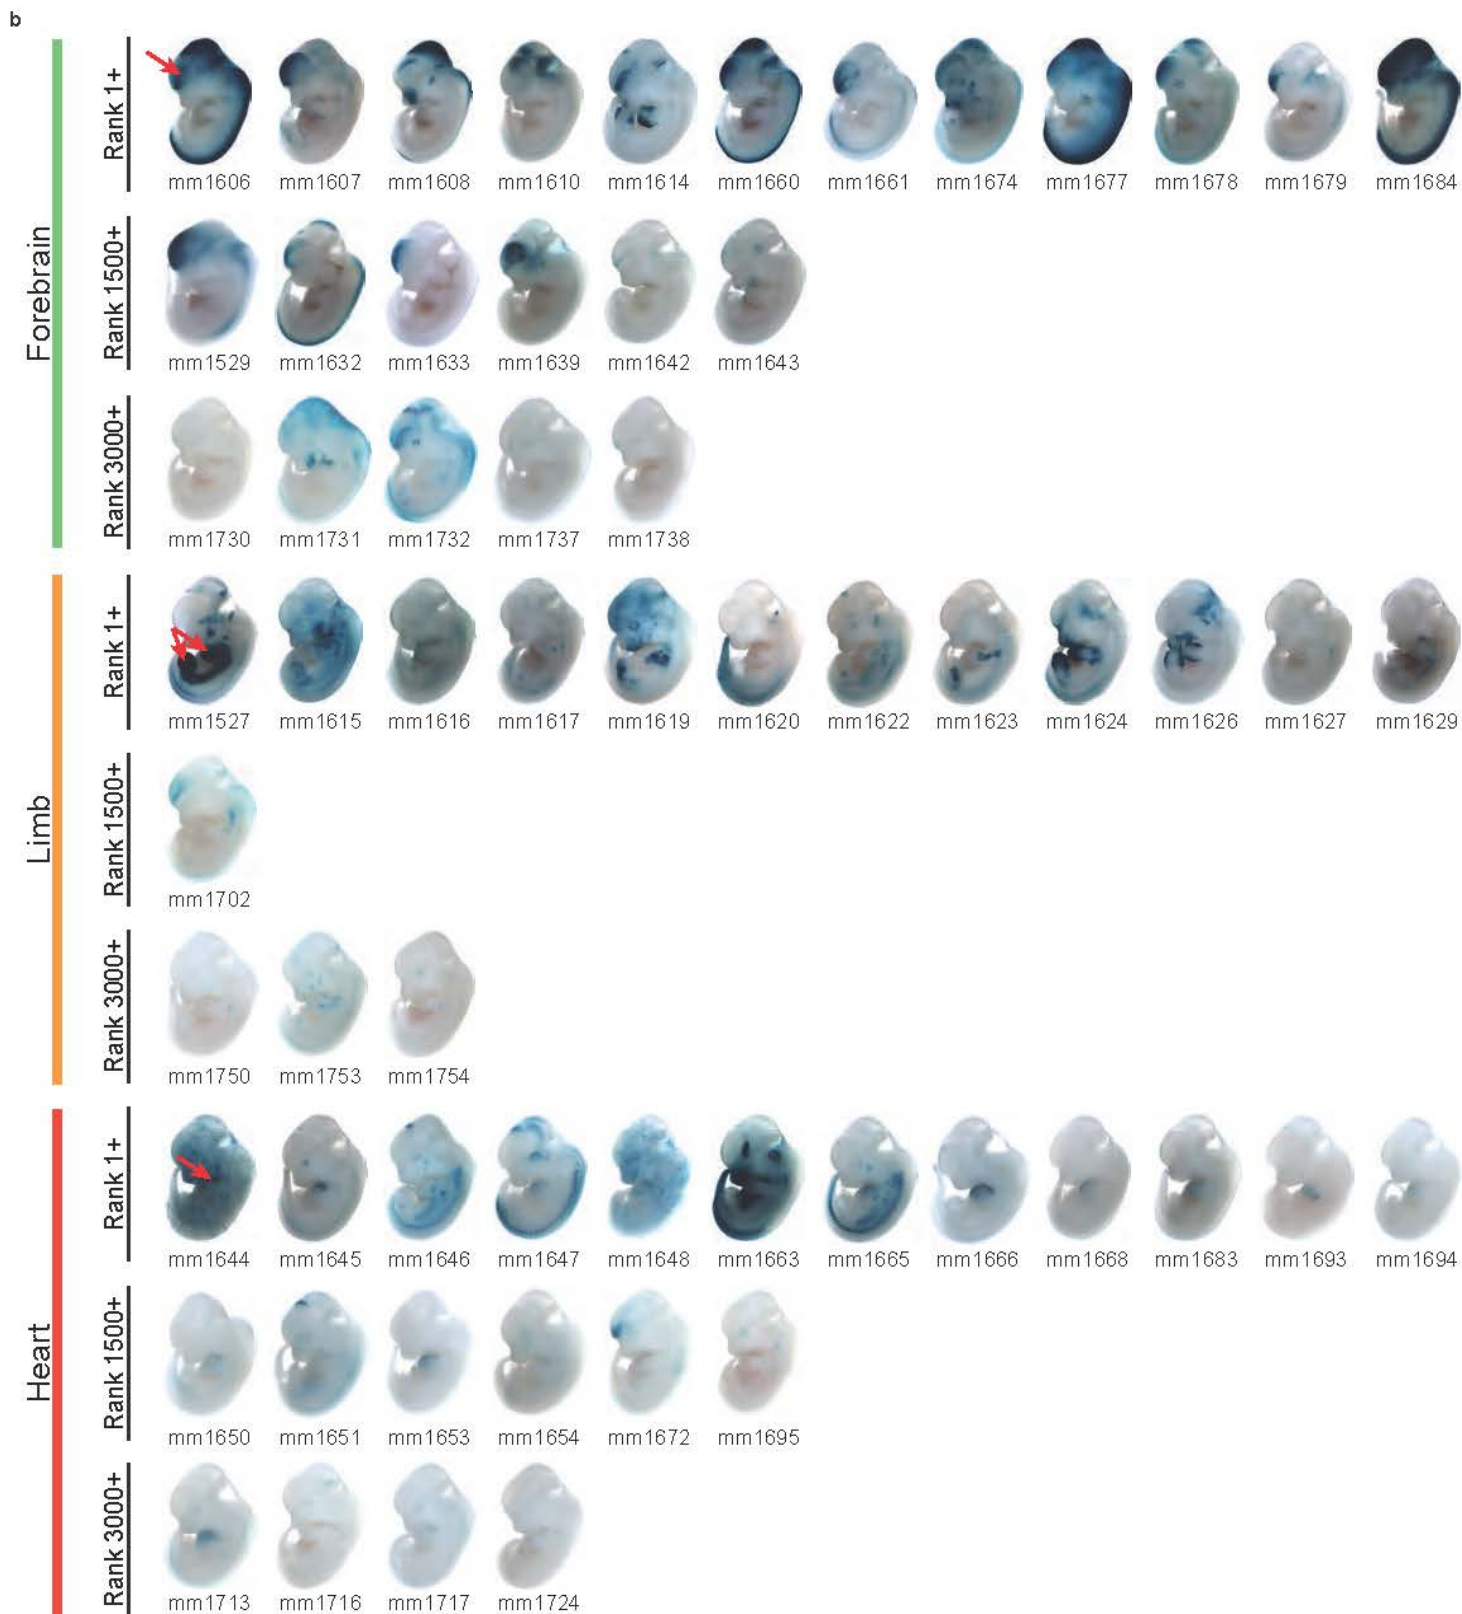 b
Forebrain
Rank 1+
mm1606 mm1607 mm1608 mm1610 mm1614 mm1660 mm1661 mm1674 mm1677 mm1678 mm1679 mm1684
Rank 1500+
mm1529 mm1632 mm1633 mm1639 mm1642 mm1643
Rank 3000+
mm1730 mm1731 mm1732 mm1737 mm1738
Limb
Rank 1+
mm1527 mm1615 mm1616 mm1617 mm1619 mm1620 mm1622 mm1623 mm1624 mm1626 mm1627 mm1629
Rank 1500+
mm1702
Rank 3000+
mm1750 mm1753 mm1754
Heart
Rank 1+
mm1644 mm1645 mm1646 mm1647 mm1648 mm1663 mm1665 mm1666 mm1668 mm1683 mm1693 mm1694
Rank 1500+
mm1650 mm1651 mm1653 mm1654 mm1672 mm1695
Rank 3000+
mm1713 mm1716 mm1717 mm1724